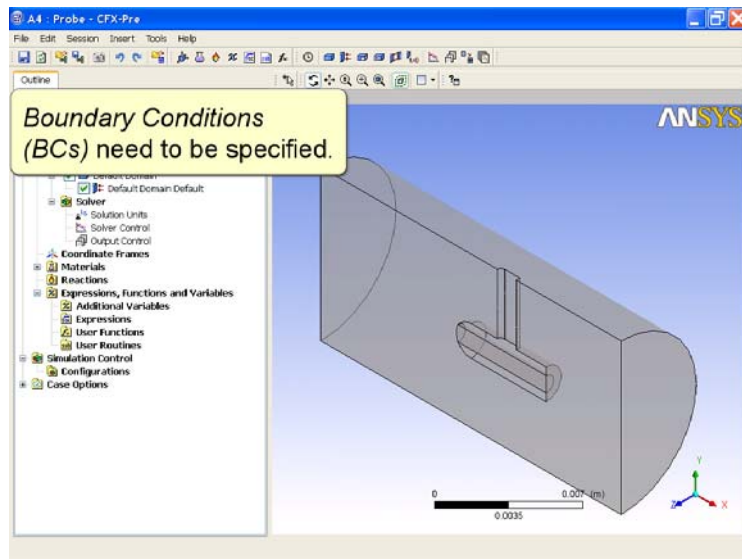 A4 : Probe - CFX-Pre
File Edit Session Insert Tools Help
Outline
Boundary Conditions
(BCs) need to be specified.
ANSYS
Default Domain
Default Domain Default
Solver
Solution Units
Solver Control
Output Control
Coordinate Frames
Materials
Reactions
Expressions, Functions and Variables
Additional Variables
Expressions
User Functions
User Routines
Simulation Control
Configurations
Case Options
0 0.007 (m)
0.0035
Y
Z X